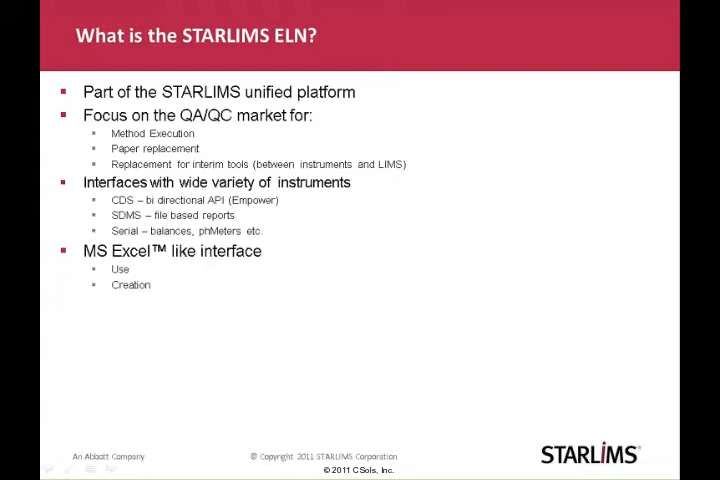 What is the STARLIMS ELN?
Part of the STARLIMS unified platform
Focus on the QA/QC market for:
Method Execution
Paper replacement
Replacement for interim tools (between instruments and LIMS)
Interfaces with wide variety of instruments
CDS – bi directional API (Empower)
SDMS – file based reports
Serial – balances, phMeters etc.
MS Excel™ like interface
Use
Creation
An Abbott Company
© Copyright 2011 STARLIMS Corporation
STARLiMS
© 2011 CSols, Inc.